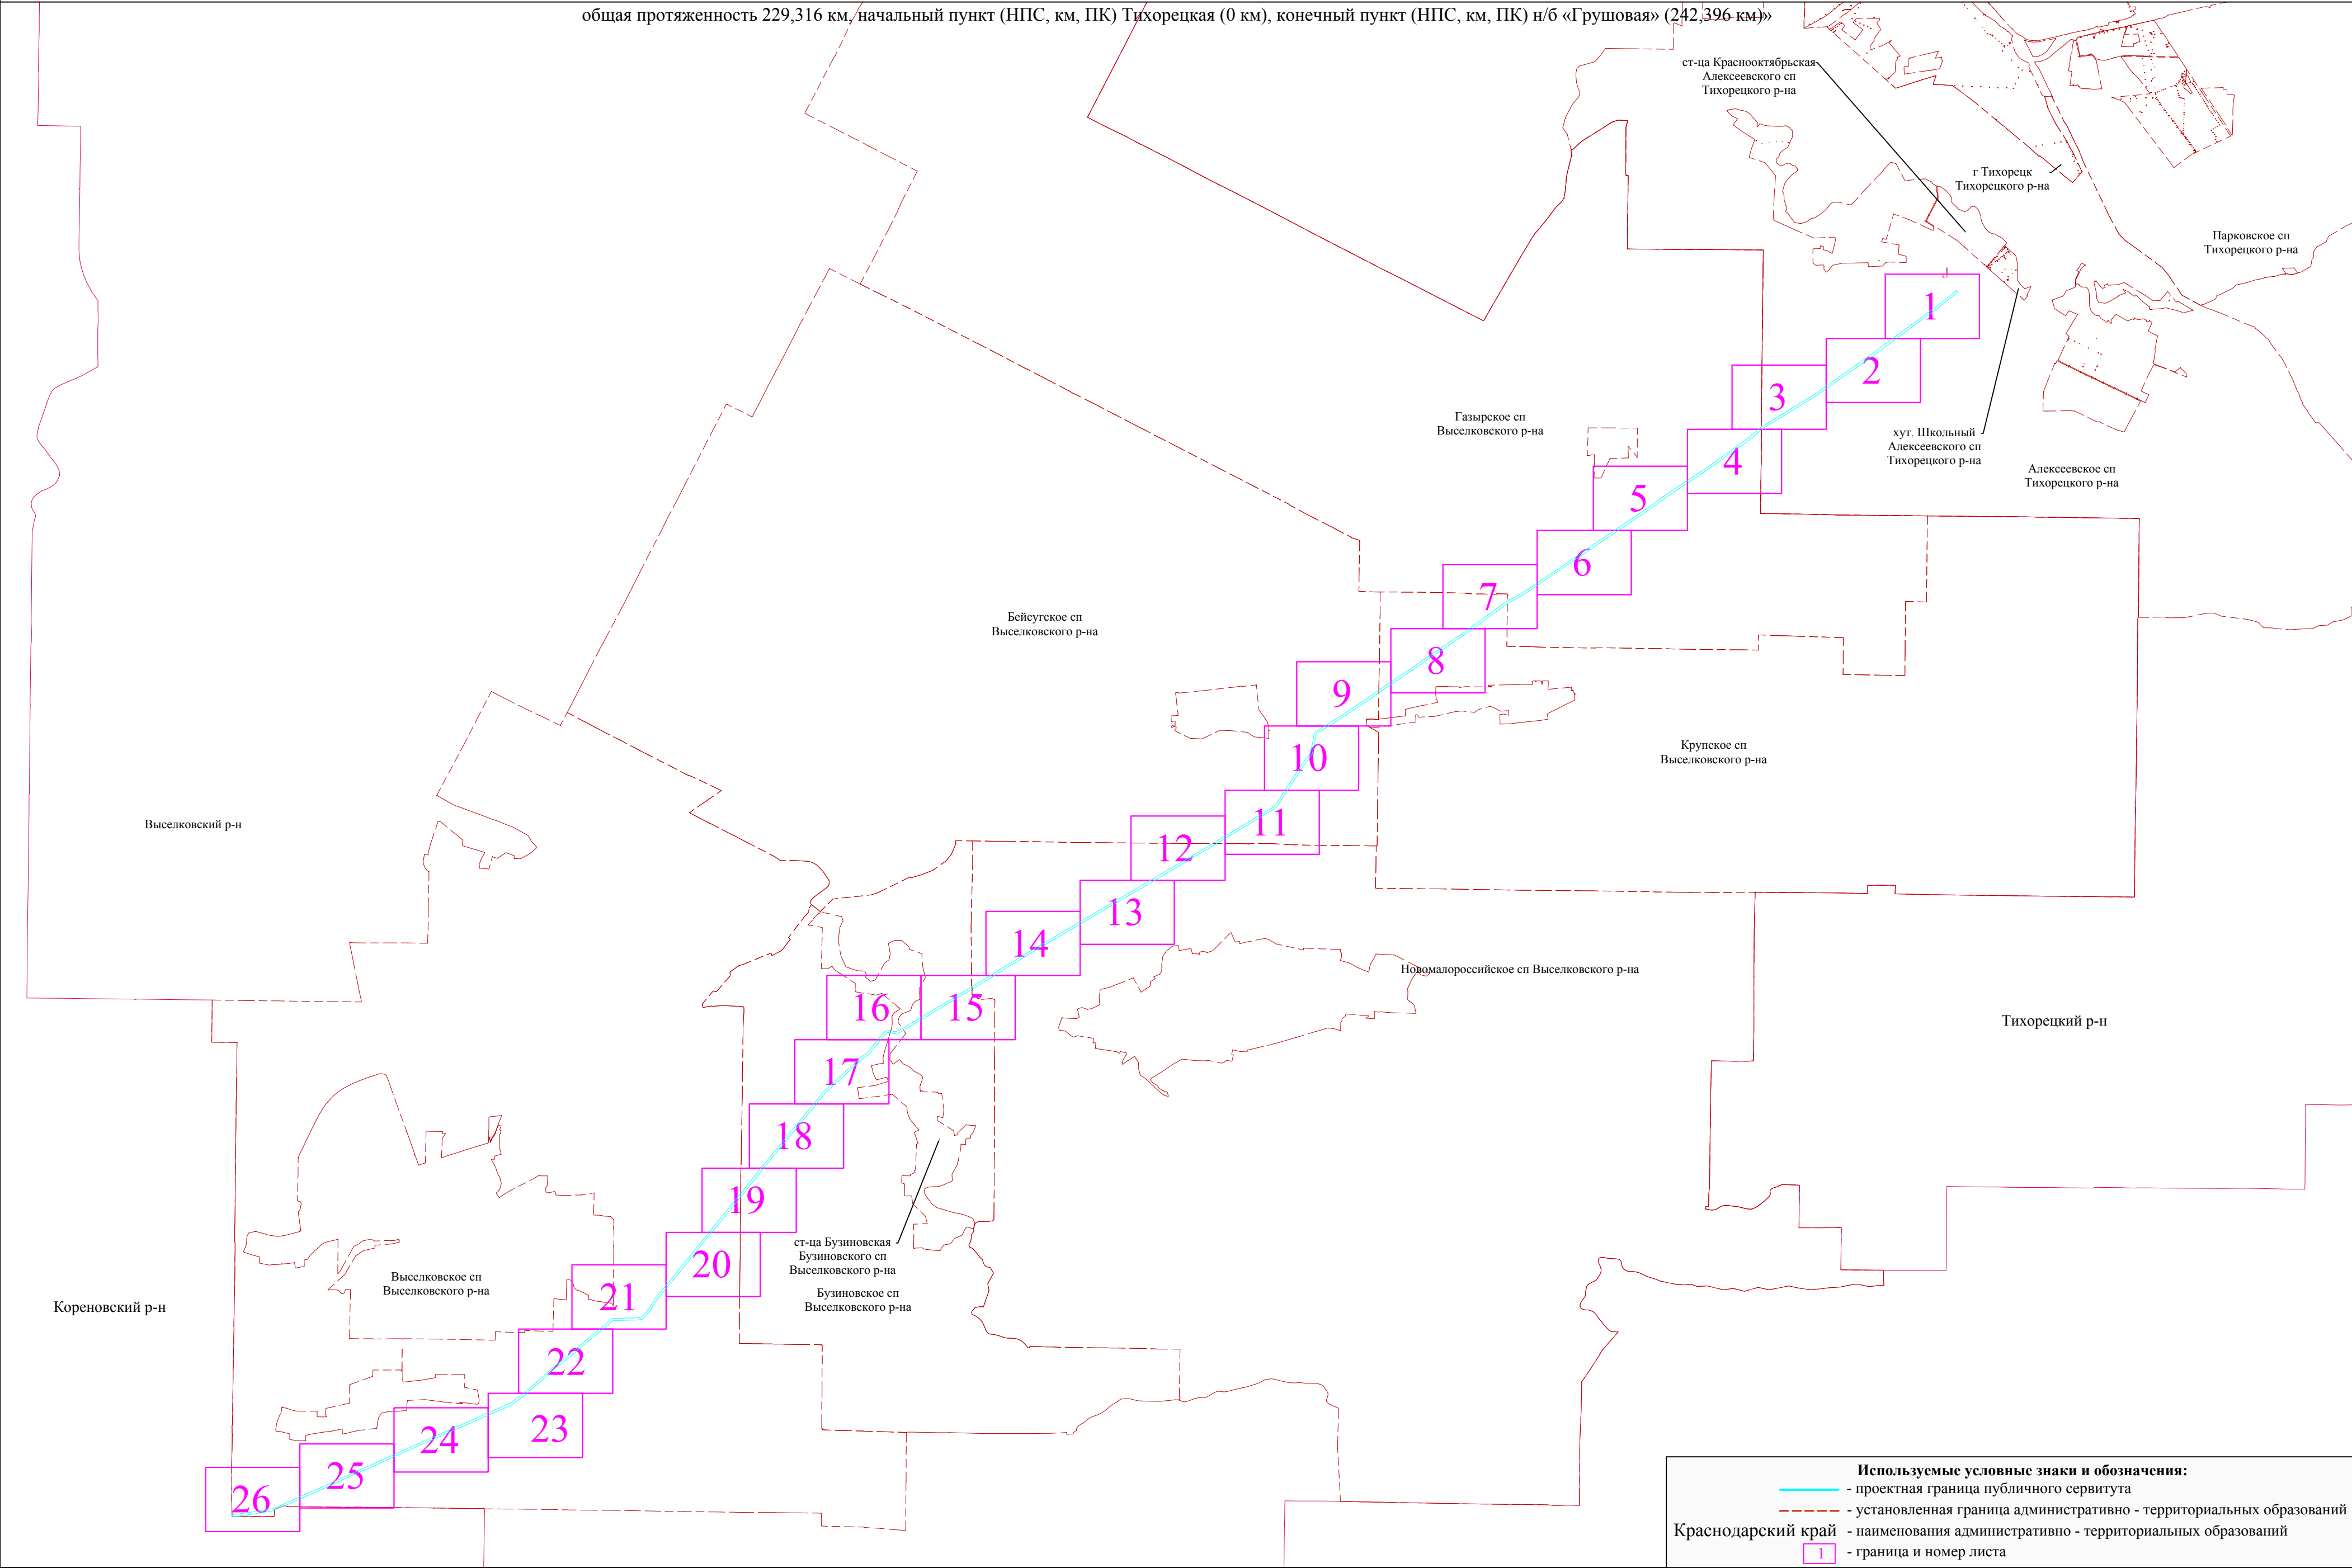 общая протяженность 229,316 км, начальный пункт (НПС, км, ПК) Тихорецкая (0 км), конечный пункт (НПС, км, ПК) н/б «Грушовая» (242,396 км)»
ст-ца Краснооктябрьская
Алексеевского сп
Тихорецкого р-на
г Тихорецк
Тихорецкого р-на
Парковское сп
Тихорецкого р-на
1
2
3
Газырское сп
Выселковского р-на
хут. Школьный
Алексеевского сп
Тихорецкого р-на
4
Алексеевское сп
Тихорецкого р-на
5
6
7
Бейсугское сп
Выселковского р-на
8
9
Крупское сп
Выселковского р-на
10
Выселковский р-н
11
12
13
14
Новомалороссийское сп Выселковского р-на
16
15
Тихорецкий р-н
17
18
19
ст-ца Бузиновская
Бузиновского сп
Выселковского р-на
20
Выселковское сп
Выселковского р-на
21
Бузиновское сп
Выселковского р-на
Кореновский р-н
22
23
24
25
26
Используемые условные знаки и обозначения:
- проектная граница публичного сервитута
- установленная граница административно - территориальных образований
Краснодарский край - наименования административно - территориальных образований
1 - граница и номер листа